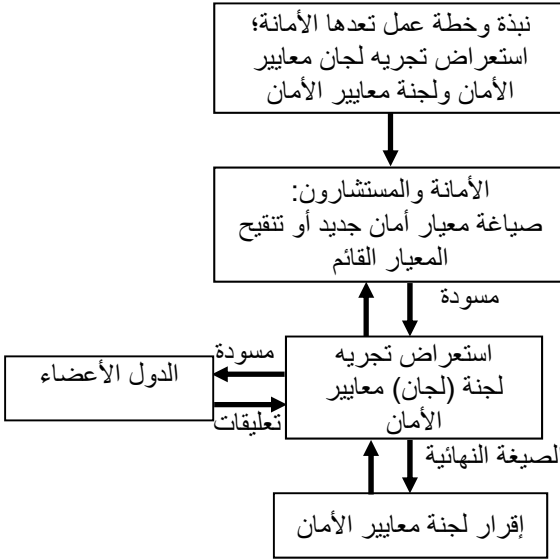 نبذة وخطة عمل تعدها الأمانة؛
استعراض تجريه لجان معايير
الأمان ولجنة معايير الأمان
الأمانة والمستشارون:
صياغة معيار أمان جديد أو تنقيح
المعيار القائم
مسودة
استعراض تجريه
لجنة (لجان) معايير
الأمان
مسودة
الدول الأعضاء
تعليقات
لصيغة النهائية
إقرار لجنة معايير الأمان